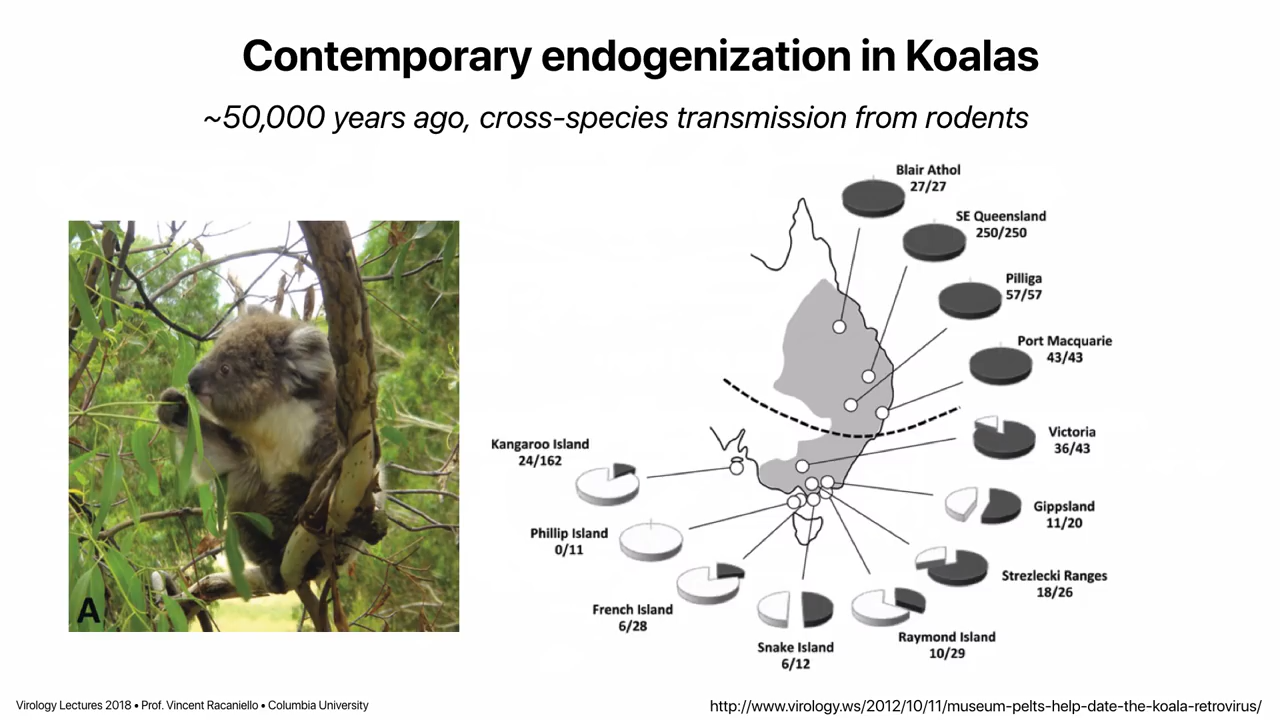 Contemporary endogenization in Koalas
~50,000 years ago, cross-species transmission from rodents
Blair Athol
27/27
SE Queensland
250/250
Pilliga
57/57
Port Macquarie
43/43
Victoria
36/43
Kangaroo Island
24/162
Gippsland
11/20
Phillip Island
0/11
Strezlecki Ranges
18/26
French Island
6/28
Snake Island
6/12
Raymond Island
10/29
A
Virology Lectures 2018 • Prof. Vincent Racaniello • Columbia University
http://www.virology.ws/2012/10/11/museum-pelts-help-date-the-koala-retrovirus/